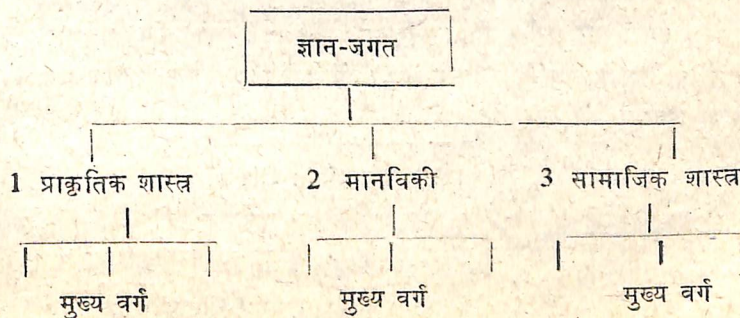 ज्ञान-जगत
1 प्राकृतिक शास्त्र 2 मानविकी 3 सामाजिक शास्त्र
मुख्य वर्ग मुख्य वर्ग मुख्य वर्ग